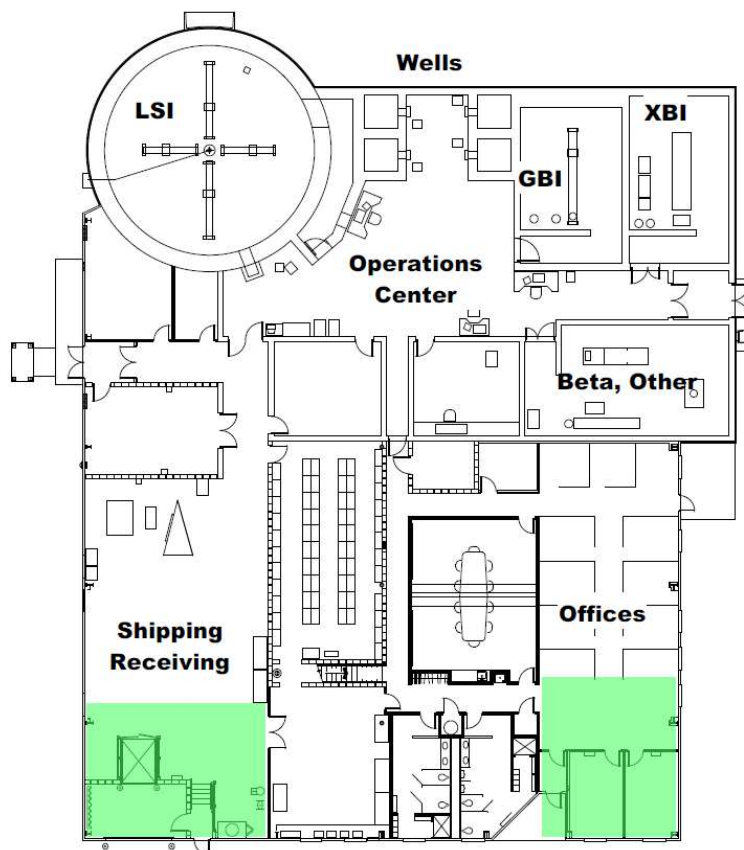 Wells
LSI
XBI
GBI
Operations
Center
Beta, Other
Offices
Shipping
Receiving